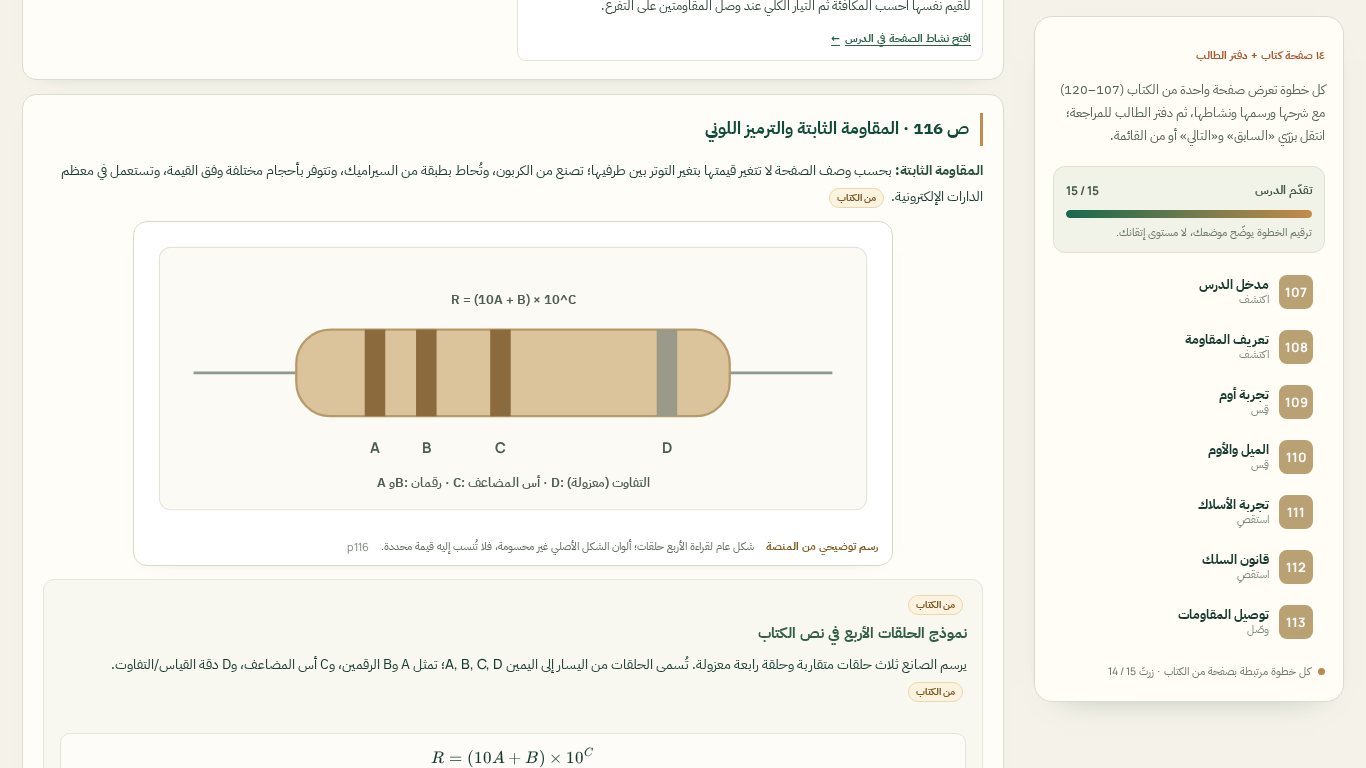 ١٤ صفحة كتاب + دفتر الطالب
كل خطوة تعرض صفحة واحدة من الكتاب (107–120)
مع شرحها ورسمها ونشاطها، ثم دفتر الطالب للمراجعة؛
انتقل بزرّي «السابق» و«التالي» أو من القائمة.
تقدّم الدرس
15 / 15
ترقيم الخطوة يوضّح موضعك، لا مستوى إتقانك.
107
مدخل الدرس
اكتشف
108
تعريف المقاومة
اكتشف
109
تجربة أوم
قِس
110
الميل والأوم
قِس
111
تجربة الأسلاك
استقصِ
112
قانون السلك
استقصِ
113
توصيل المقاومات
وصّل
كل خطوة مرتبطة بصفحة من الكتاب · زرتَ 15 / 14
للقيم نفسها احسب المكافئة ثم التيار الكلي عند وصل المقاومتين على التفرع.
افتح نشاط الصفحة في الدرس ←
ص 116 · المقاومة الثابتة والترميز اللوني
المقاومة الثابتة: بحسب وصف الصفحة لا تتغير قيمتها بتغير التوتر بين طرفيها؛ تصنع من الكربون، وتُحاط بطبقة من السيراميك، وتتوفر بأحجام مختلفة وفق القيمة، وتستعمل في معظم
الدارات الإلكترونية. من الكتاب
R = (10A + B) × 10^C
A B C D
A وB: رقمان · C: أس المضاعف · D: التفاوت (معزولة)
رسم توضيحي من المنصة شكل عام لقراءة الأربع حلقات؛ ألوان الشكل الأصلي غير محسومة، فلا تُنسب إليه قيمة محددة. p116
من الكتاب
نموذج الحلقات الأربع في نص الكتاب
يرسم الصانع ثلاث حلقات متقاربة وحلقة رابعة معزولة. تُسمى الحلقات من اليسار إلى اليمين A, B, C, D؛ تمثل A وB الرقمين، وC أس المضاعف، وD دقة القياس/التفاوت.
من الكتاب
R = (10A + B) × 10^C